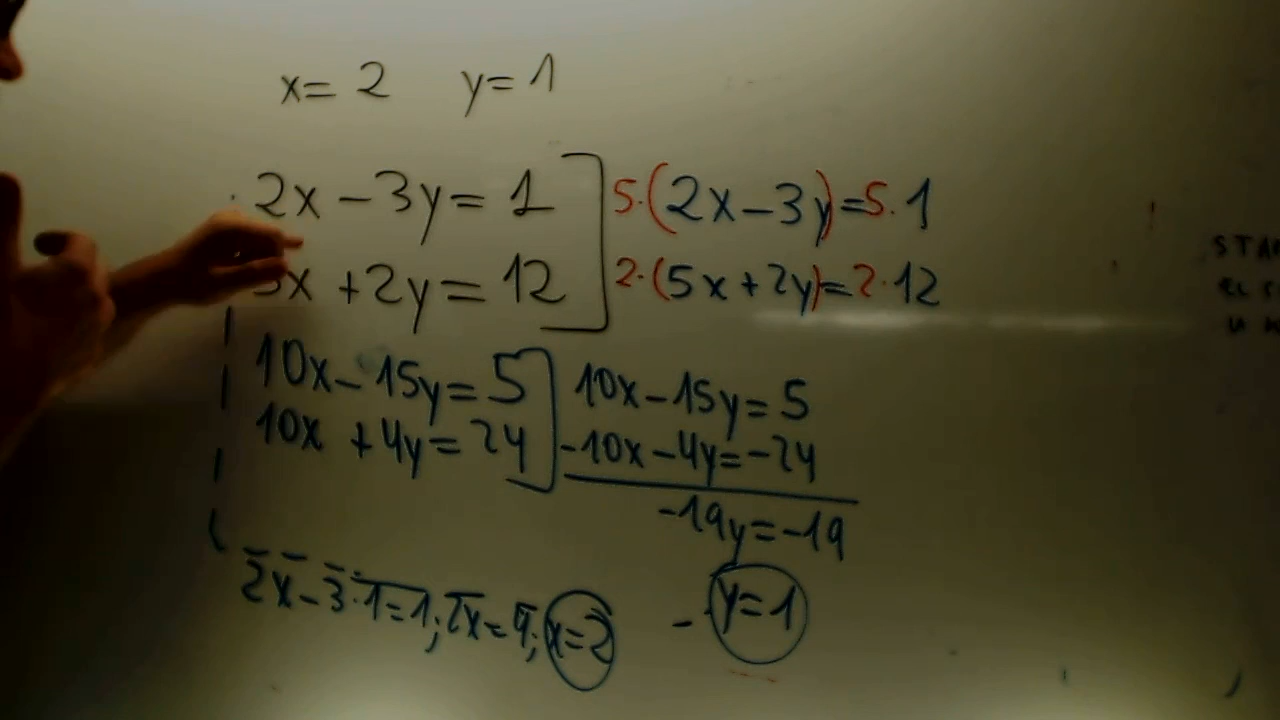 x= 2 y= 1
2x - 3y = 1 5·(2x-3y)=5·1
5x +2y = 12 2·(5x+2y)=2·12
10x-15y=5 10x-15y=5
10x +4y=24 -10x-4y=-24
-19y=-19
2x-3·1=1; 2x=4; x=2 y=1
STA